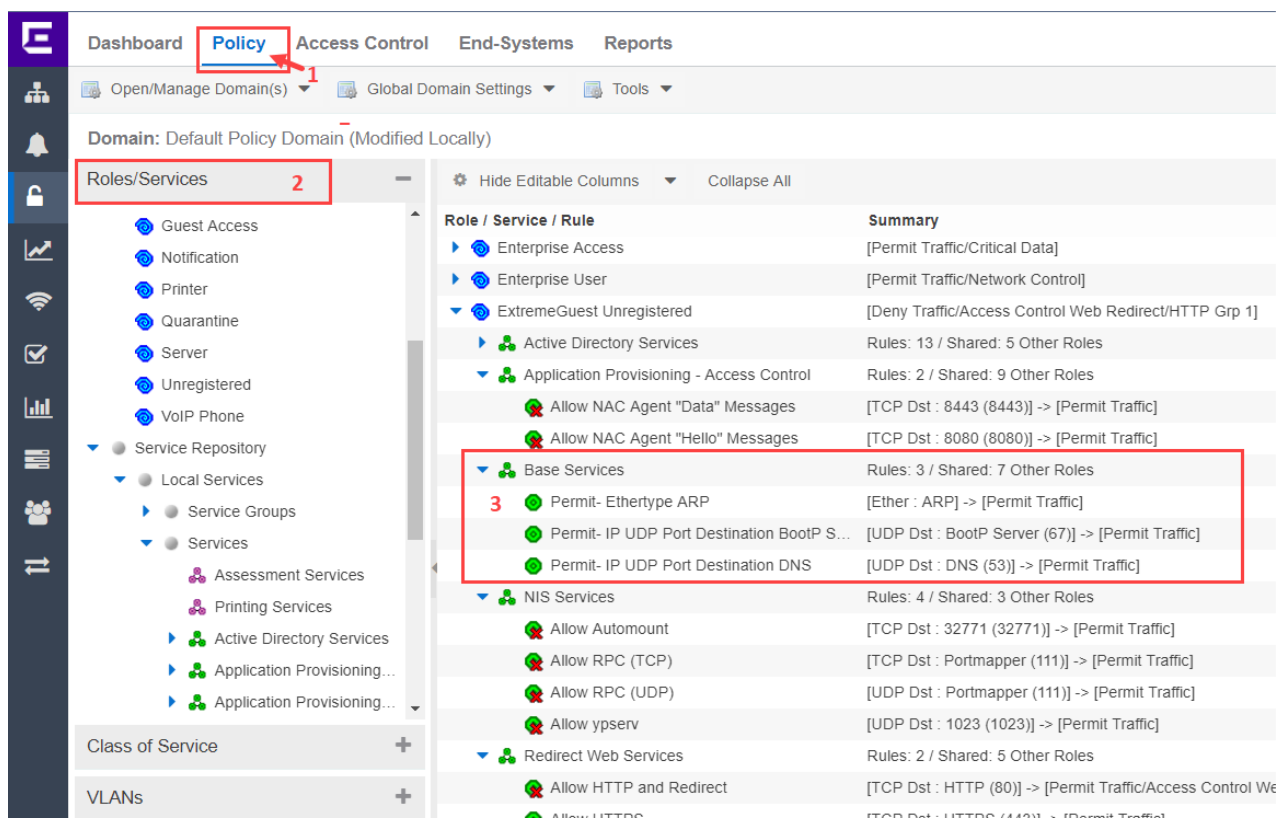 Dashboard Policy Access Control End-Systems Reports
1
Open/Manage Domain(s) Global Domain Settings Tools
Domain: Default Policy Domain (Modified Locally)
Roles/Services 2
Guest Access
Notification
Printer
Quarantine
Server
Unregistered
VoIP Phone
Service Repository
Local Services
Service Groups
Services
Assessment Services
Printing Services
Active Directory Services
Application Provisioning...
Application Provisioning...
Class of Service
VLANs
Hide Editable Columns Collapse All
Role / Service / Rule Summary
Enterprise Access [Permit Traffic/Critical Data]
Enterprise User [Permit Traffic/Network Control]
ExtremeGuest Unregistered [Deny Traffic/Access Control Web Redirect/HTTP Grp 1]
Active Directory Services Rules: 13 / Shared: 5 Other Roles
Application Provisioning - Access Control Rules: 2 / Shared: 9 Other Roles
Allow NAC Agent "Data" Messages [TCP Dst : 8443 (8443)] -> [Permit Traffic]
Allow NAC Agent "Hello" Messages [TCP Dst : 8080 (8080)] -> [Permit Traffic]
Base Services Rules: 3 / Shared: 7 Other Roles
3 Permit- Ethertype ARP [Ether : ARP] -> [Permit Traffic]
Permit- IP UDP Port Destination BootP S... [UDP Dst : BootP Server (67)] -> [Permit Traffic]
Permit- IP UDP Port Destination DNS [UDP Dst : DNS (53)] -> [Permit Traffic]
NIS Services Rules: 4 / Shared: 3 Other Roles
Allow Automount [TCP Dst : 32771 (32771)] -> [Permit Traffic]
Allow RPC (TCP) [TCP Dst : Portmapper (111)] -> [Permit Traffic]
Allow RPC (UDP) [UDP Dst : Portmapper (111)] -> [Permit Traffic]
Allow ypserv [UDP Dst : 1023 (1023)] -> [Permit Traffic]
Redirect Web Services Rules: 2 / Shared: 5 Other Roles
Allow HTTP and Redirect [TCP Dst : HTTP (80)] -> [Permit Traffic/Access Control We
Allow HTTPS [TCP Dst : HTTPS (443)] -> [Permit Traffic]